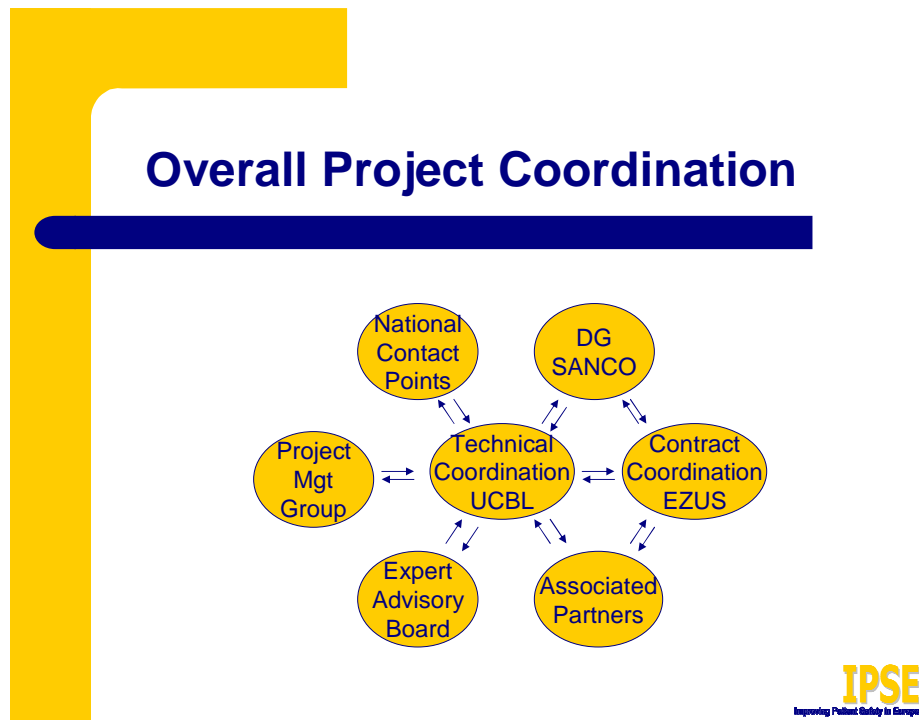 Overall Project Coordination
National
Contact
Points
DG
SANCO
Project
Mgt
Group
Technical
Coordination
UCBL
Contract
Coordination
EZUS
Expert
Advisory
Board
Associated
Partners
IPSE
Improving Patient Safety in Europe